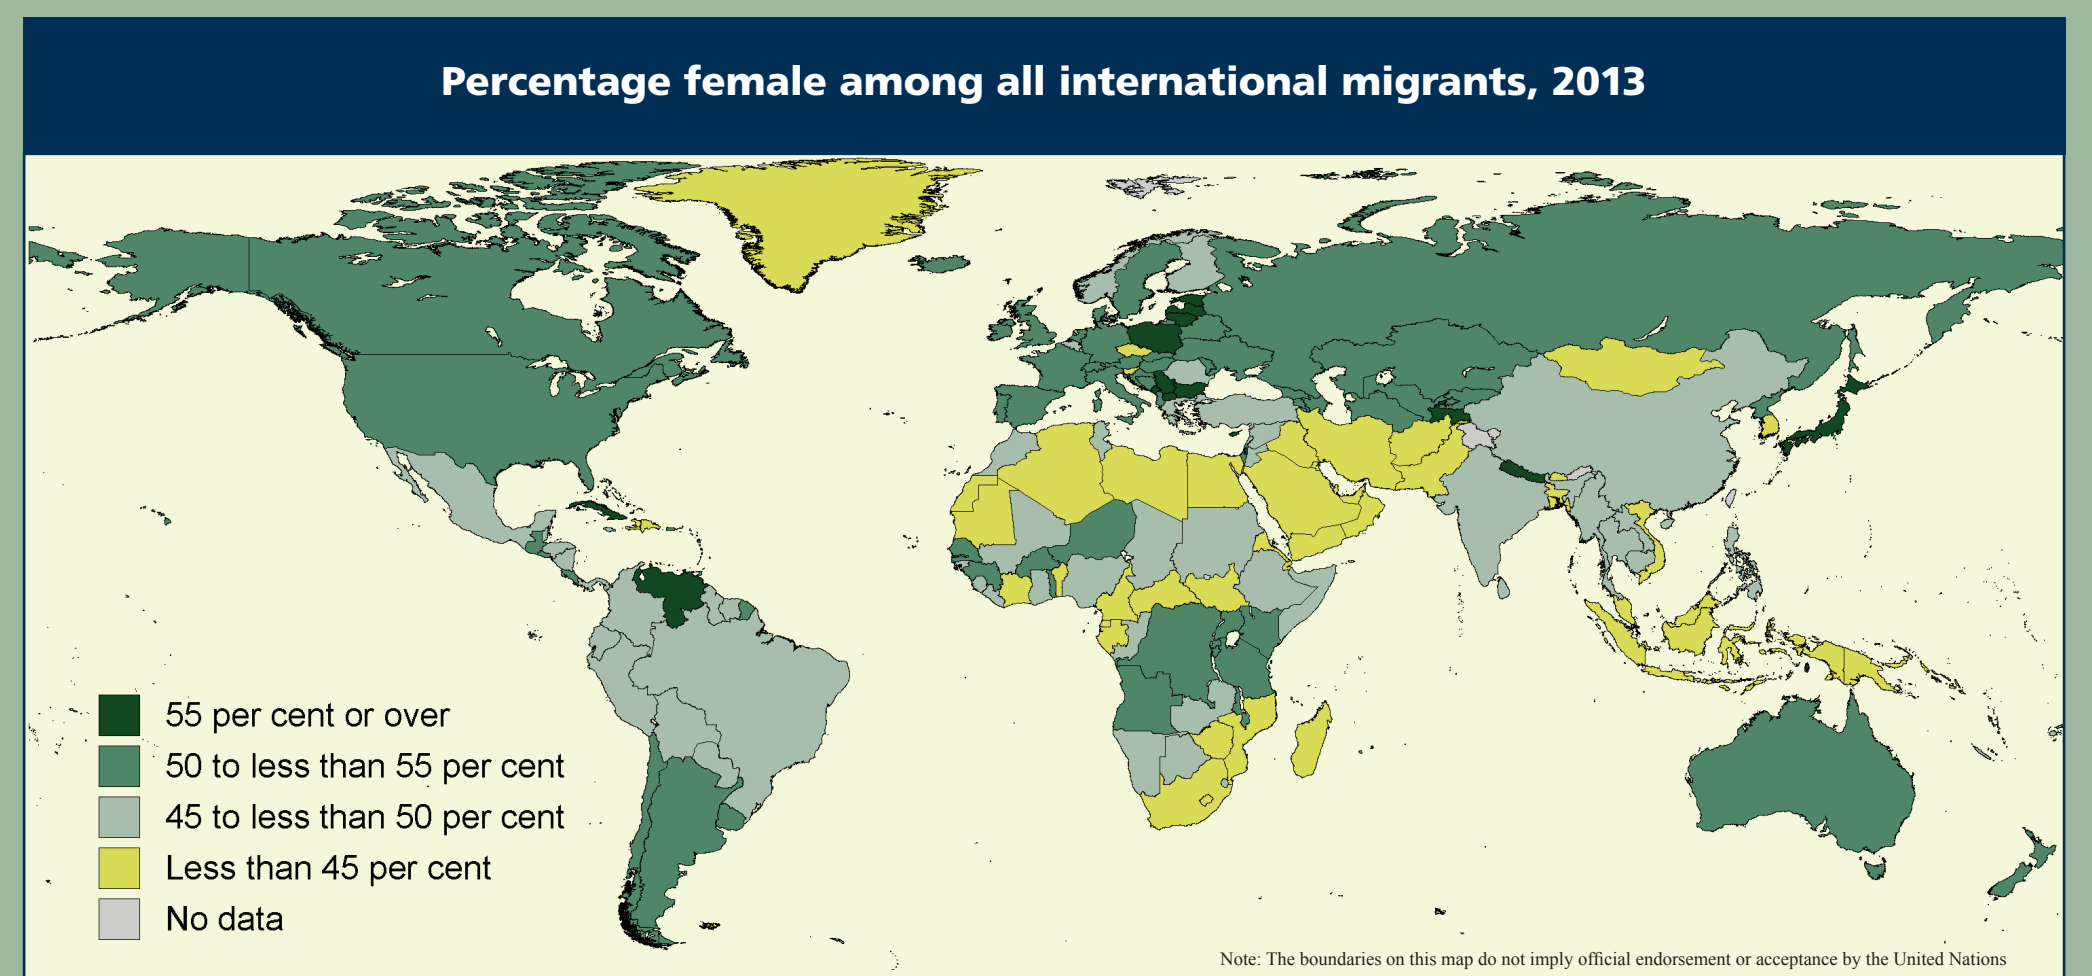 Percentage female among all international migrants, 2013
55 per cent or over
50 to less than 55 per cent
45 to less than 50 per cent
Less than 45 per cent
No data
Note: The boundaries on this map do not imply official endorsement or acceptance by the United Nations